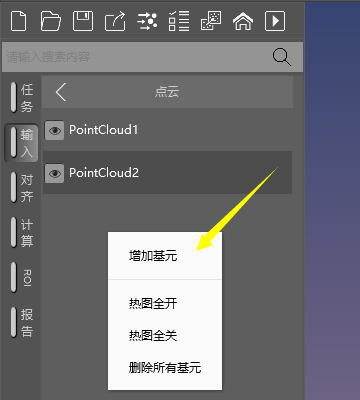 请输入搜索内容
任务
点云
输入
PointCloud1
PointCloud2
对齐
计算
ROI
报告
增加基元
热图全开
热图全关
删除所有基元